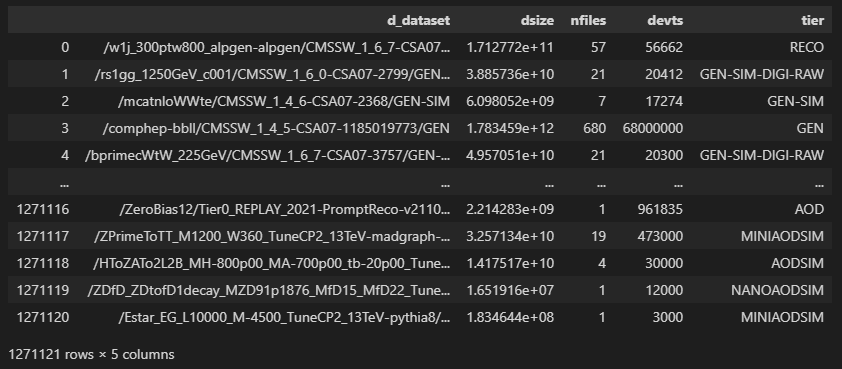 d_dataset dsize nfiles devts tier
0 /w1j_300ptw800_alpgen-alpgen/CMSSW_1_6_7-CSA07... 1.712772e+11 57 56662 RECO
1 /rs1gg_1250GeV_c001/CMSSW_1_6_0-CSA07-2799/GEN... 3.885736e+10 21 20412 GEN-SIM-DIGI-RAW
2 /mcatnloWWte/CMSSW_1_4_6-CSA07-2368/GEN-SIM 6.098052e+09 7 17274 GEN-SIM
3 /comphep-bbll/CMSSW_1_4_5-CSA07-1185019773/GEN 1.783459e+12 680 68000000 GEN
4 /bprimecWtW_225GeV/CMSSW_1_6_7-CSA07-3757/GEN-... 4.957051e+10 21 20300 GEN-SIM-DIGI-RAW
... ... ... ... ... ...
1271116 /ZeroBias12/Tier0_REPLAY_2021-PromptReco-v2110... 2.214283e+09 1 961835 AOD
1271117 /ZPrimeToTT_M1200_W360_TuneCP2_13TeV-madgraph-... 3.257134e+10 19 473000 MINIAODSIM
1271118 /HToZATo2L2B_MH-800p00_MA-700p00_tb-20p00_Tune... 1.417517e+10 4 30000 AODSIM
1271119 /ZDfD_ZDtofD1decay_MZD91p1876_MfD15_MfD22_Tune... 1.651916e+07 1 12000 NANOAODSIM
1271120 /Estar_EG_L10000_M-4500_TuneCP2_13TeV-pythia8/... 1.834644e+08 1 3000 MINIAODSIM
1271121 rows × 5 columns